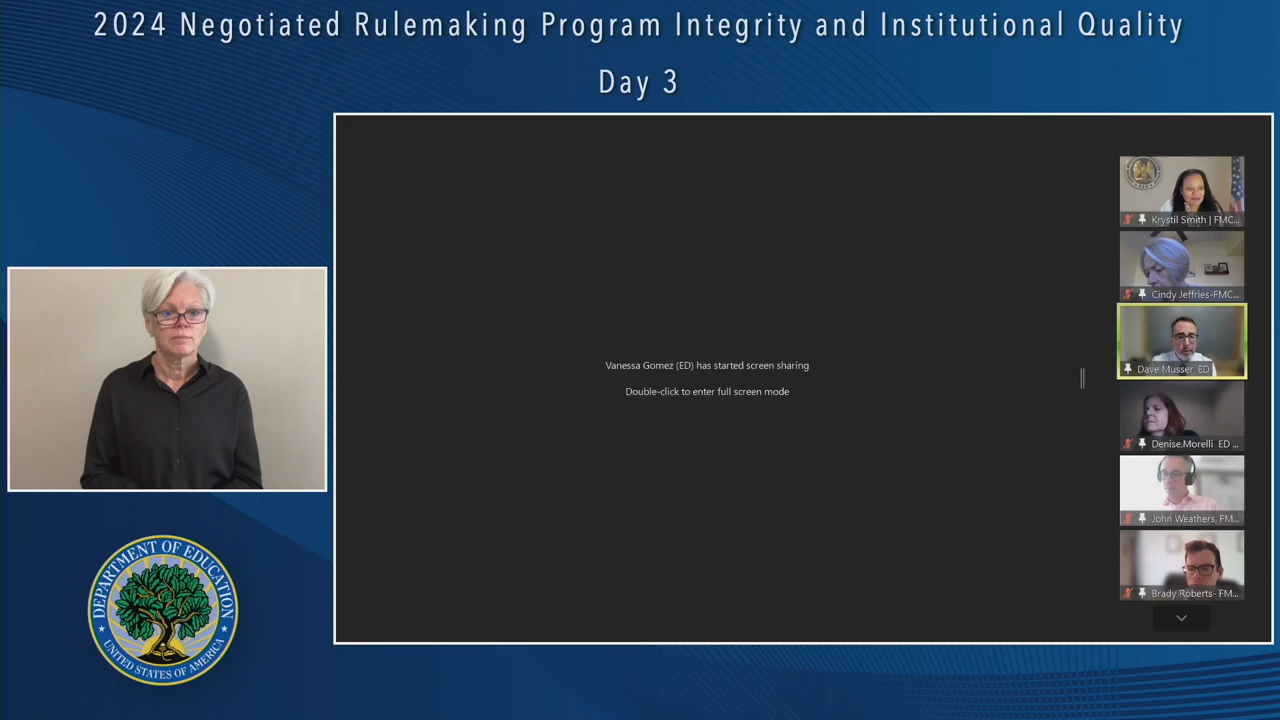 2024 Negotiated Rulemaking Program Integrity and Institutional Quality
Day 3
Vanessa Gomez (ED) has started screen sharing
Double-click to enter full screen mode
Krystil Smith | FMC...
Cindy Jeffries-FMC...
Dave Musser, ED
Denise.Morelli ED ...
John Weathers, FM...
Brady Roberts- FM...
DEPARTMENT OF EDUCATION
UNITED STATES OF AMERICA